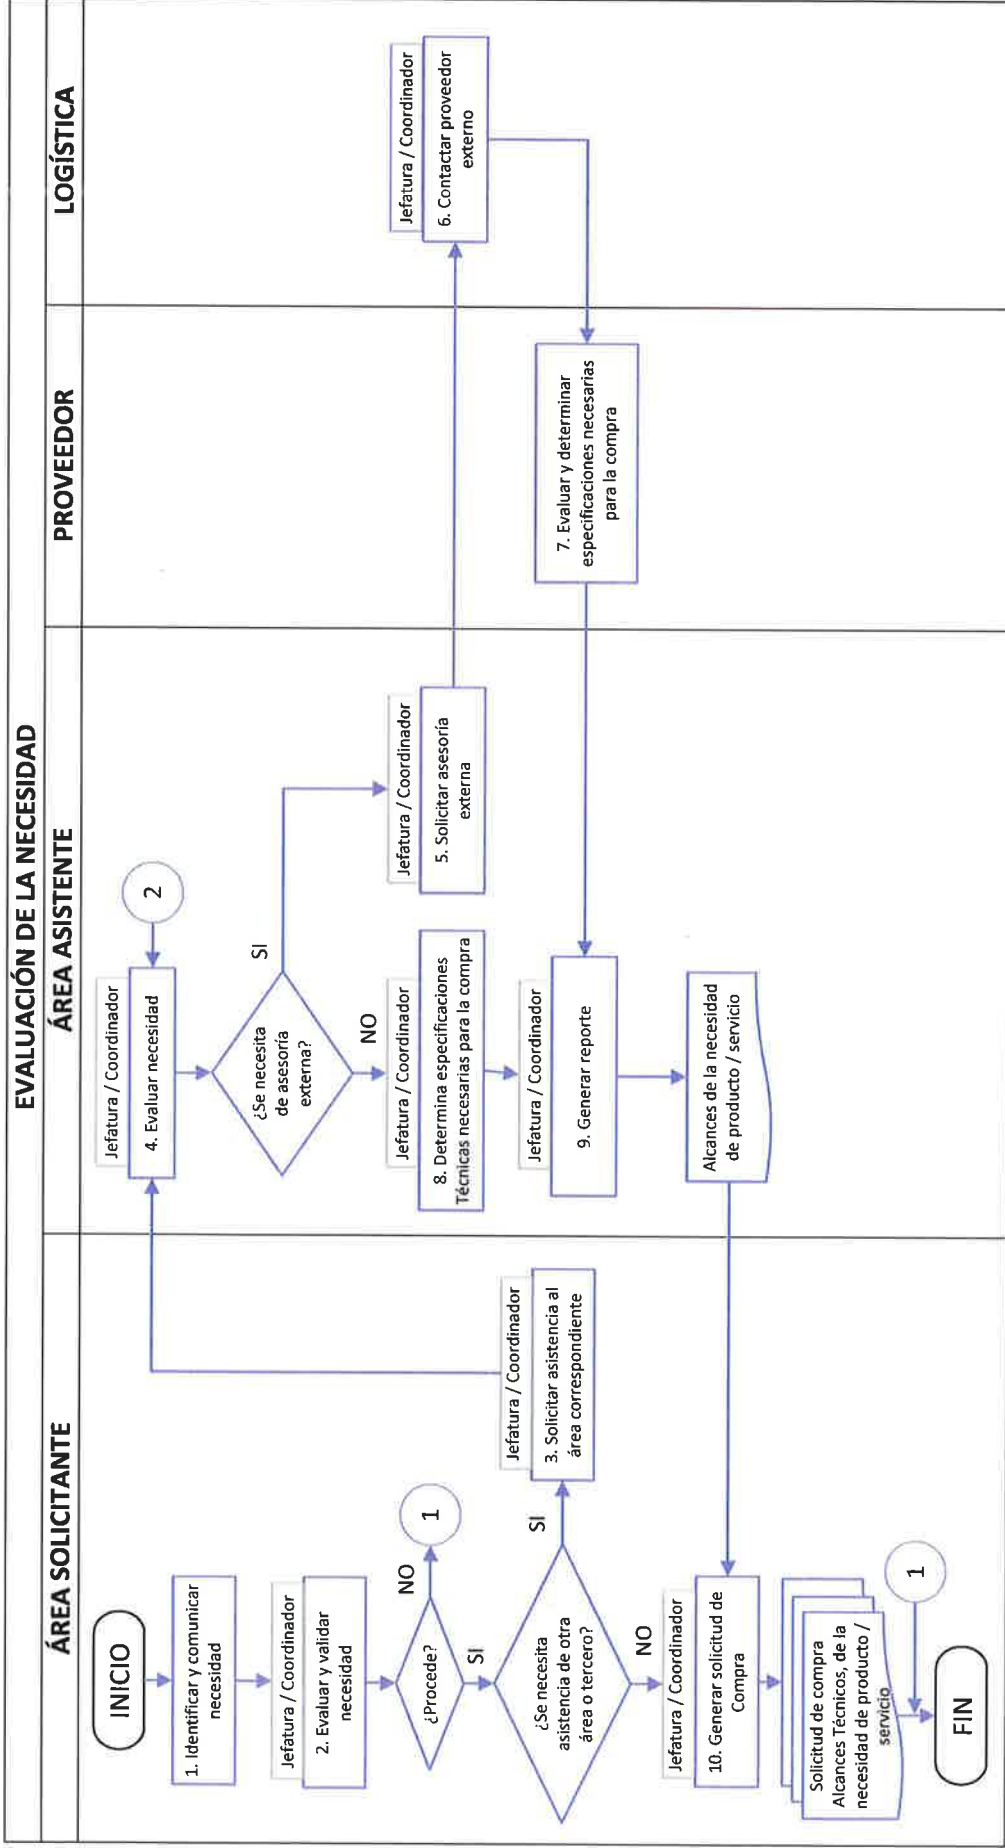 EVALUACIÓN DE LA NECESIDAD
ÁREA SOLICITANTE
ÁREA ASISTENTE
PROVEEDOR
LOGÍSTICA
INICIO
1. Identificar y comunicar
necesidad
Jefatura / Coordinador
2. Evaluar y validar
necesidad
¿Procede?
NO
1
SI
¿Se necesita
asistencia de otra
área o tercero?
SI
Jefatura / Coordinador
3. Solicitar asistencia al
área correspondiente
NO
Jefatura / Coordinador
10. Generar solicitud de
Compra
Solicitud de compra
Alcances Técnicos, de la
necesidad de producto /
servicio
1
FIN
Jefatura / Coordinador
4. Evaluar necesidad
2
¿Se necesita
de asesoría
externa?
SI
NO
Jefatura / Coordinador
5. Solicitar asesoría
externa
Jefatura / Coordinador
8. Determina especificaciones
Técnicas necesarias para la compra
Jefatura / Coordinador
9. Generar reporte
Alcances de la necesidad
de producto / servicio
7. Evaluar y determinar
especificaciones necesarias
para la compra
Jefatura / Coordinador
6. Contactar proveedor
externo